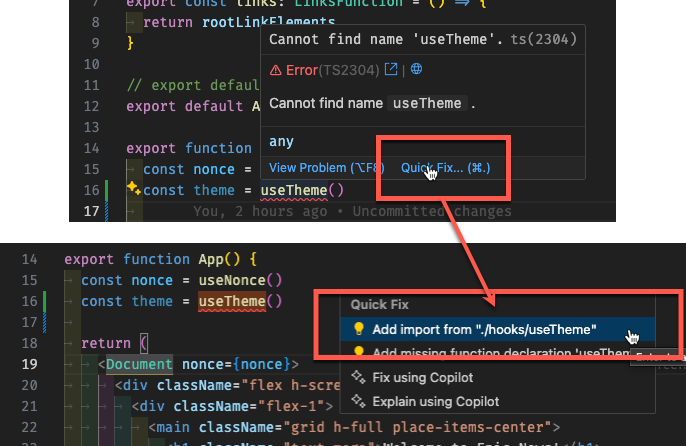 7 export const links: LinksFunction = () => {
8 return rootLinkElements
9 }
10
11 // export defaul
12 export default A
13
14 export function
15 const nonce =
16 const theme = useTheme()
17 You, 2 hours ago • Uncommitted changes
Cannot find name 'useTheme'. ts(2304)
Error(TS2304) |
Cannot find name useTheme .
any
View Problem (⌥F8) Quick Fix... (⌘.)
14 export function App() {
15 const nonce = useNonce()
16 const theme = useTheme()
17
18 return (
19 <Document nonce={nonce}>
20 <div className="flex h-scre
21 <div className="flex-1">
22 <main className="grid h-full place-items-center">
Quick Fix
Add import from "./hooks/useTheme"
Add missing function declaration 'useThem
Fix using Copilot
Explain using Copilot